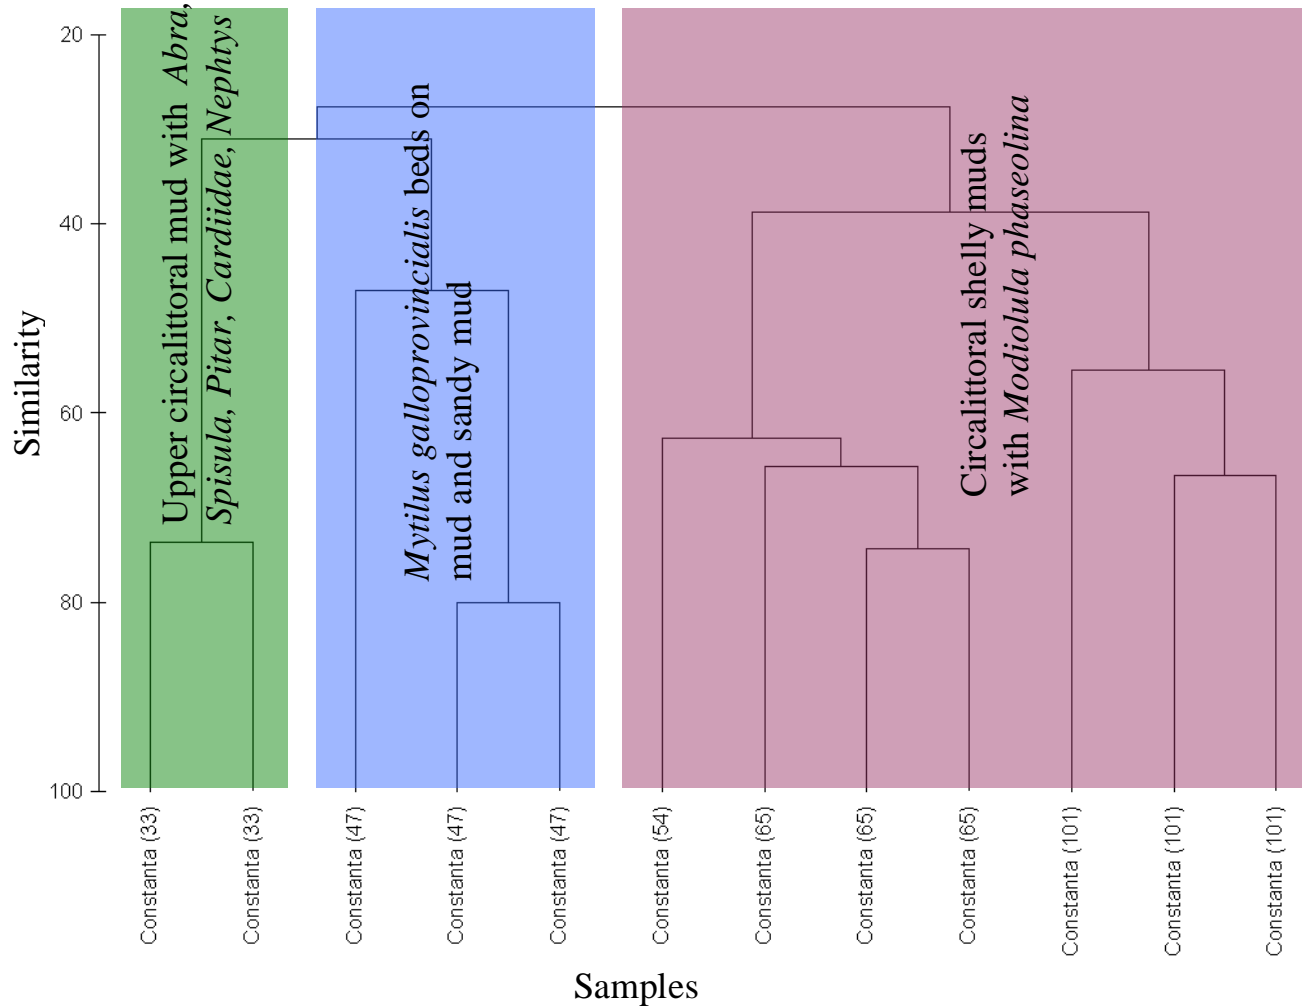 20
40
60
80
100
Similarity
Upper circalittoral mud with Abra,
Spisula, Pitar, Cardiidae, Nephtys
Mytilus galloprovincialis beds on
mud and sandy mud
Circalittoral shelly muds
with Modiolula phaseolina
Constanta (33)
Constanta (33)
Constanta (47)
Constanta (47)
Constanta (47)
Constanta (54)
Constanta (65)
Constanta (65)
Constanta (65)
Constanta (101)
Constanta (101)
Constanta (101)
Samples